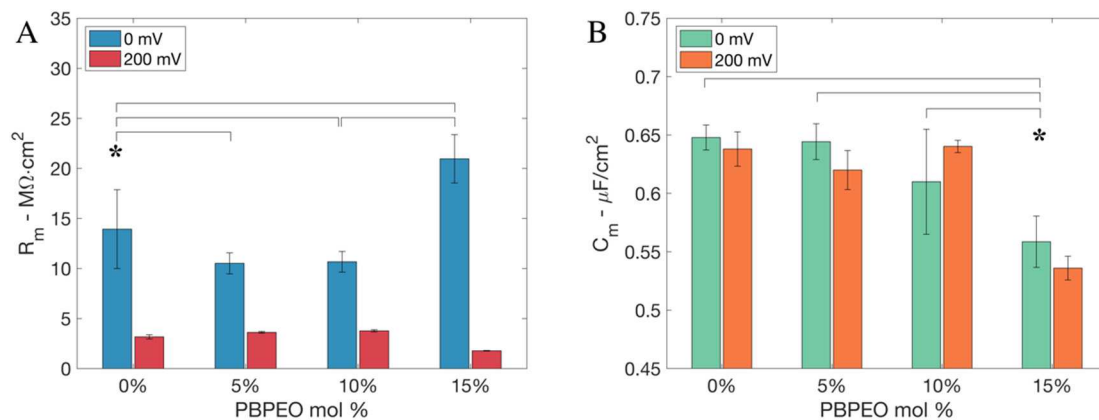 A
35
30
25
20
15
10
5
0
R_m - MΩ·cm²
0 mV
200 mV
*
0% 5% 10% 15%
PBPEO mol %
B
0.75
0.7
0.65
0.6
0.55
0.5
0.45
C_m - μF/cm²
0 mV
200 mV
*
0% 5% 10% 15%
PBPEO mol %